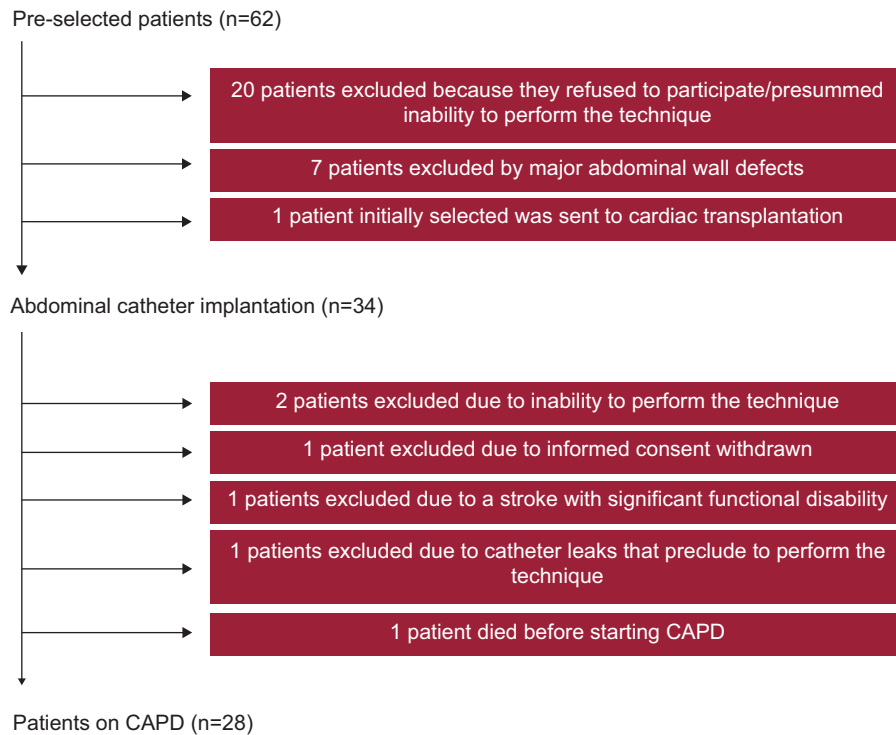 Pre-selected patients (n=62)
20 patients excluded because they refused to participate/presummed
inability to perform the technique
7 patients excluded by major abdominal wall defects
1 patient initially selected was sent to cardiac transplantation
Abdominal catheter implantation (n=34)
2 patients excluded due to inability to perform the technique
1 patient excluded due to informed consent withdrawn
1 patients excluded due to a stroke with significant functional disability
1 patients excluded due to catheter leaks that preclude to perform the
technique
1 patient died before starting CAPD
Patients on CAPD (n=28)